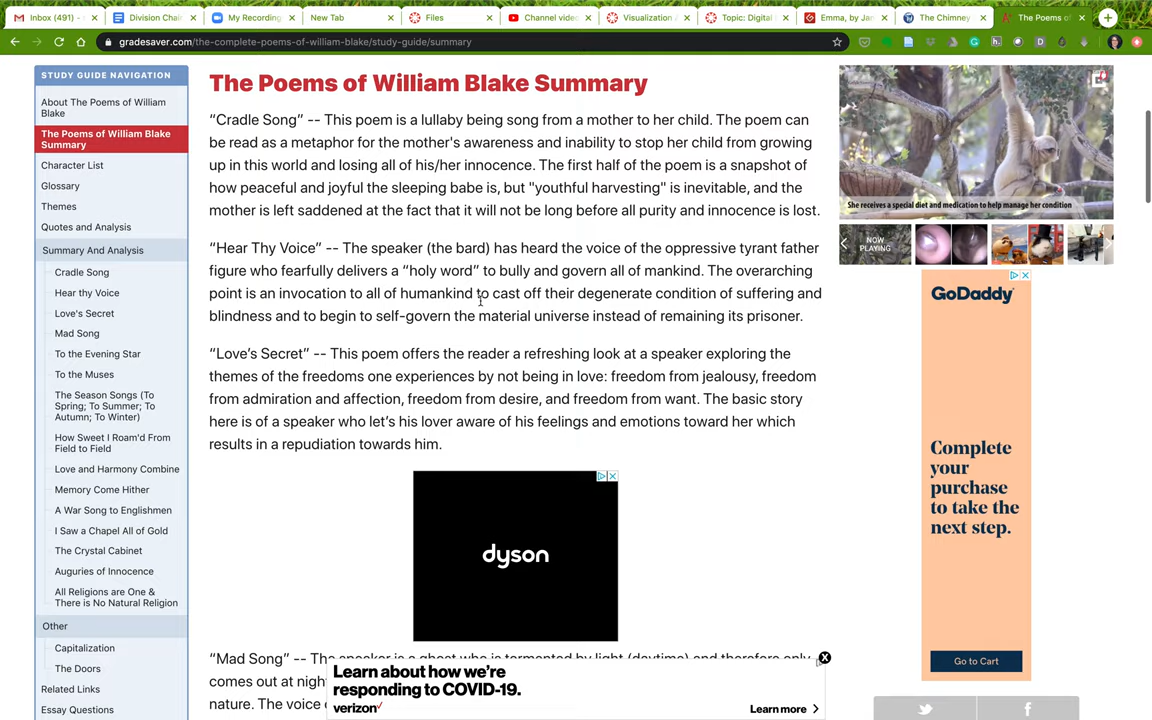 Inbox (91) -
Division Chair
My Recording
New Tab
Files
Channel video
Visualization
Topic: Digital
Emma, by Jan
The Chimney
The Poems of
gradesaver.com/the-complete-poems-of-william-blake/study-guide/summary
STUDY GUIDE NAVIGATION
About The Poems of William
Blake
The Poems of William Blake
Summary
Character List
Glossary
Themes
Quotes and Analysis
Summary And Analysis
Cradle Song
Hear thy Voice
Love's Secret
Mad Song
To the Evening Star
To the Muses
The Season Songs (To
Spring; To Summer; To
Autumn; To Winter)
How Sweet I Roam'd From
Field to Field
Love and Harmony Combine
Memory Come Hither
A War Song to Englishmen
I Saw a Chapel All of Gold
The Crystal Cabinet
Auguries of Innocence
All Religions are One &
There is No Natural Religion
Other
Capitalization
The Doors
Related Links
Essay Questions
The Poems of William Blake Summary
“Cradle Song” -- This poem is a lullaby being song from a mother to her child. The poem can
be read as a metaphor for the mother's awareness and inability to stop her child from growing
up in this world and losing all of his/her innocence. The first half of the poem is a snapshot of
how peaceful and joyful the sleeping babe is, but "youthful harvesting" is inevitable, and the
mother is left saddened at the fact that it will not be long before all purity and innocence is lost.
“Hear Thy Voice” -- The speaker (the bard) has heard the voice of the oppressive tyrant father
figure who fearfully delivers a “holy word” to bully and govern all of mankind. The overarching
point is an invocation to all of humankind to cast off their degenerate condition of suffering and
blindness and to begin to self-govern the material universe instead of remaining its prisoner.
“Love’s Secret” -- This poem offers the reader a refreshing look at a speaker exploring the
themes of the freedoms one experiences by not being in love: freedom from jealousy, freedom
from admiration and affection, freedom from desire, and freedom from want. The basic story
here is of a speaker who let’s his lover aware of his feelings and emotions toward her which
results in a repudiation towards him.
dyson
“Mad Song” -- The speaker is a ghost who is tormented by light (daytime) and therefore only
comes out at nigh
nature. The voice
Learn about how we're
responding to COVID-19.
verizon✓
Learn more
She receives a special diet and medication to help manage her condition
NOW
PLAYING
GoDaddy
Complete
your
purchase
to take the
next step.
Go to Cart